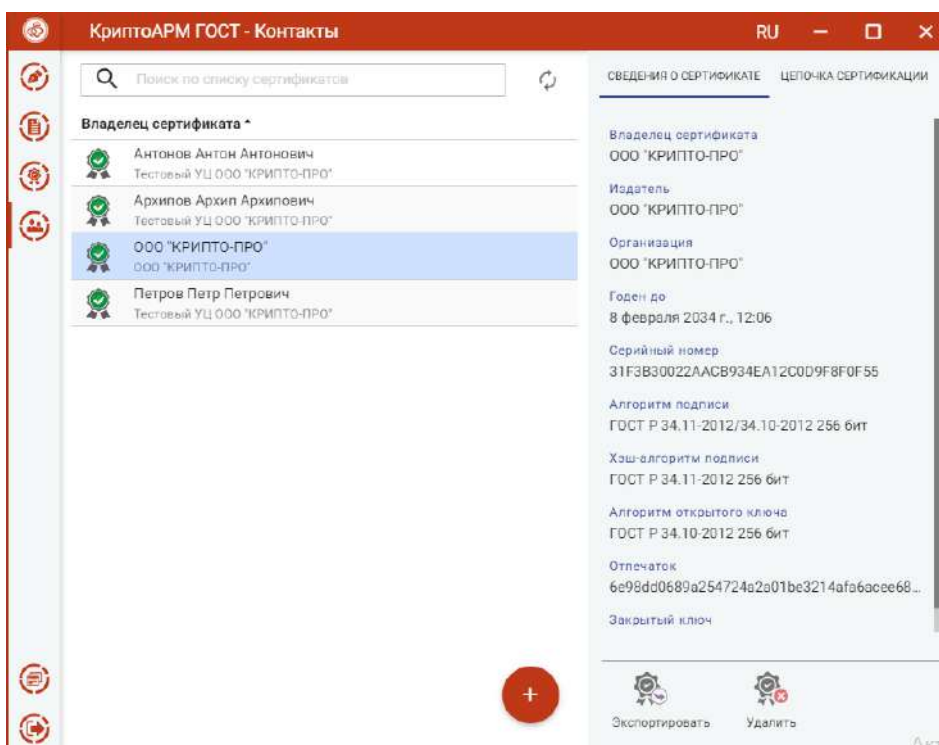 КриптоАРМ ГОСТ - Контакты
RU
Поиск по списку сертификатов
СВЕДЕНИЯ О СЕРТИФИКАТЕ
ЦЕПОЧКА СЕРТИФИКАЦИИ
Владелец сертификата
Антонов Антон Антонович
Тестовый УЦ ООО "КРИПТО-ПРО"
Архипов Архип Архипович
Тестовый УЦ ООО "КРИПТО-ПРО"
ООО "КРИПТО-ПРО"
ООО "КРИПТО-ПРО"
Петров Петр Петрович
Тестовый УЦ ООО "КРИПТО-ПРО"
Владелец сертификата
ООО "КРИПТО-ПРО"
Издатель
ООО "КРИПТО-ПРО"
Организация
ООО "КРИПТО-ПРО"
Годен до
8 февраля 2034 г., 12:06
Серийный номер
31F3B30022AACB934EA12C0D9F8F0F55
Алгоритм подписи
ГОСТ Р 34.11-2012/34.10-2012 256 бит
Хэш-алгоритм подписи
ГОСТ Р 34.11-2012 256 бит
Алгоритм открытого ключа
ГОСТ Р 34.10-2012 256 бит
Отпечаток
6e98dd0689a254724a2a01be3214afa6acee68...
Закрытый ключ
Экспортировать
Удалить